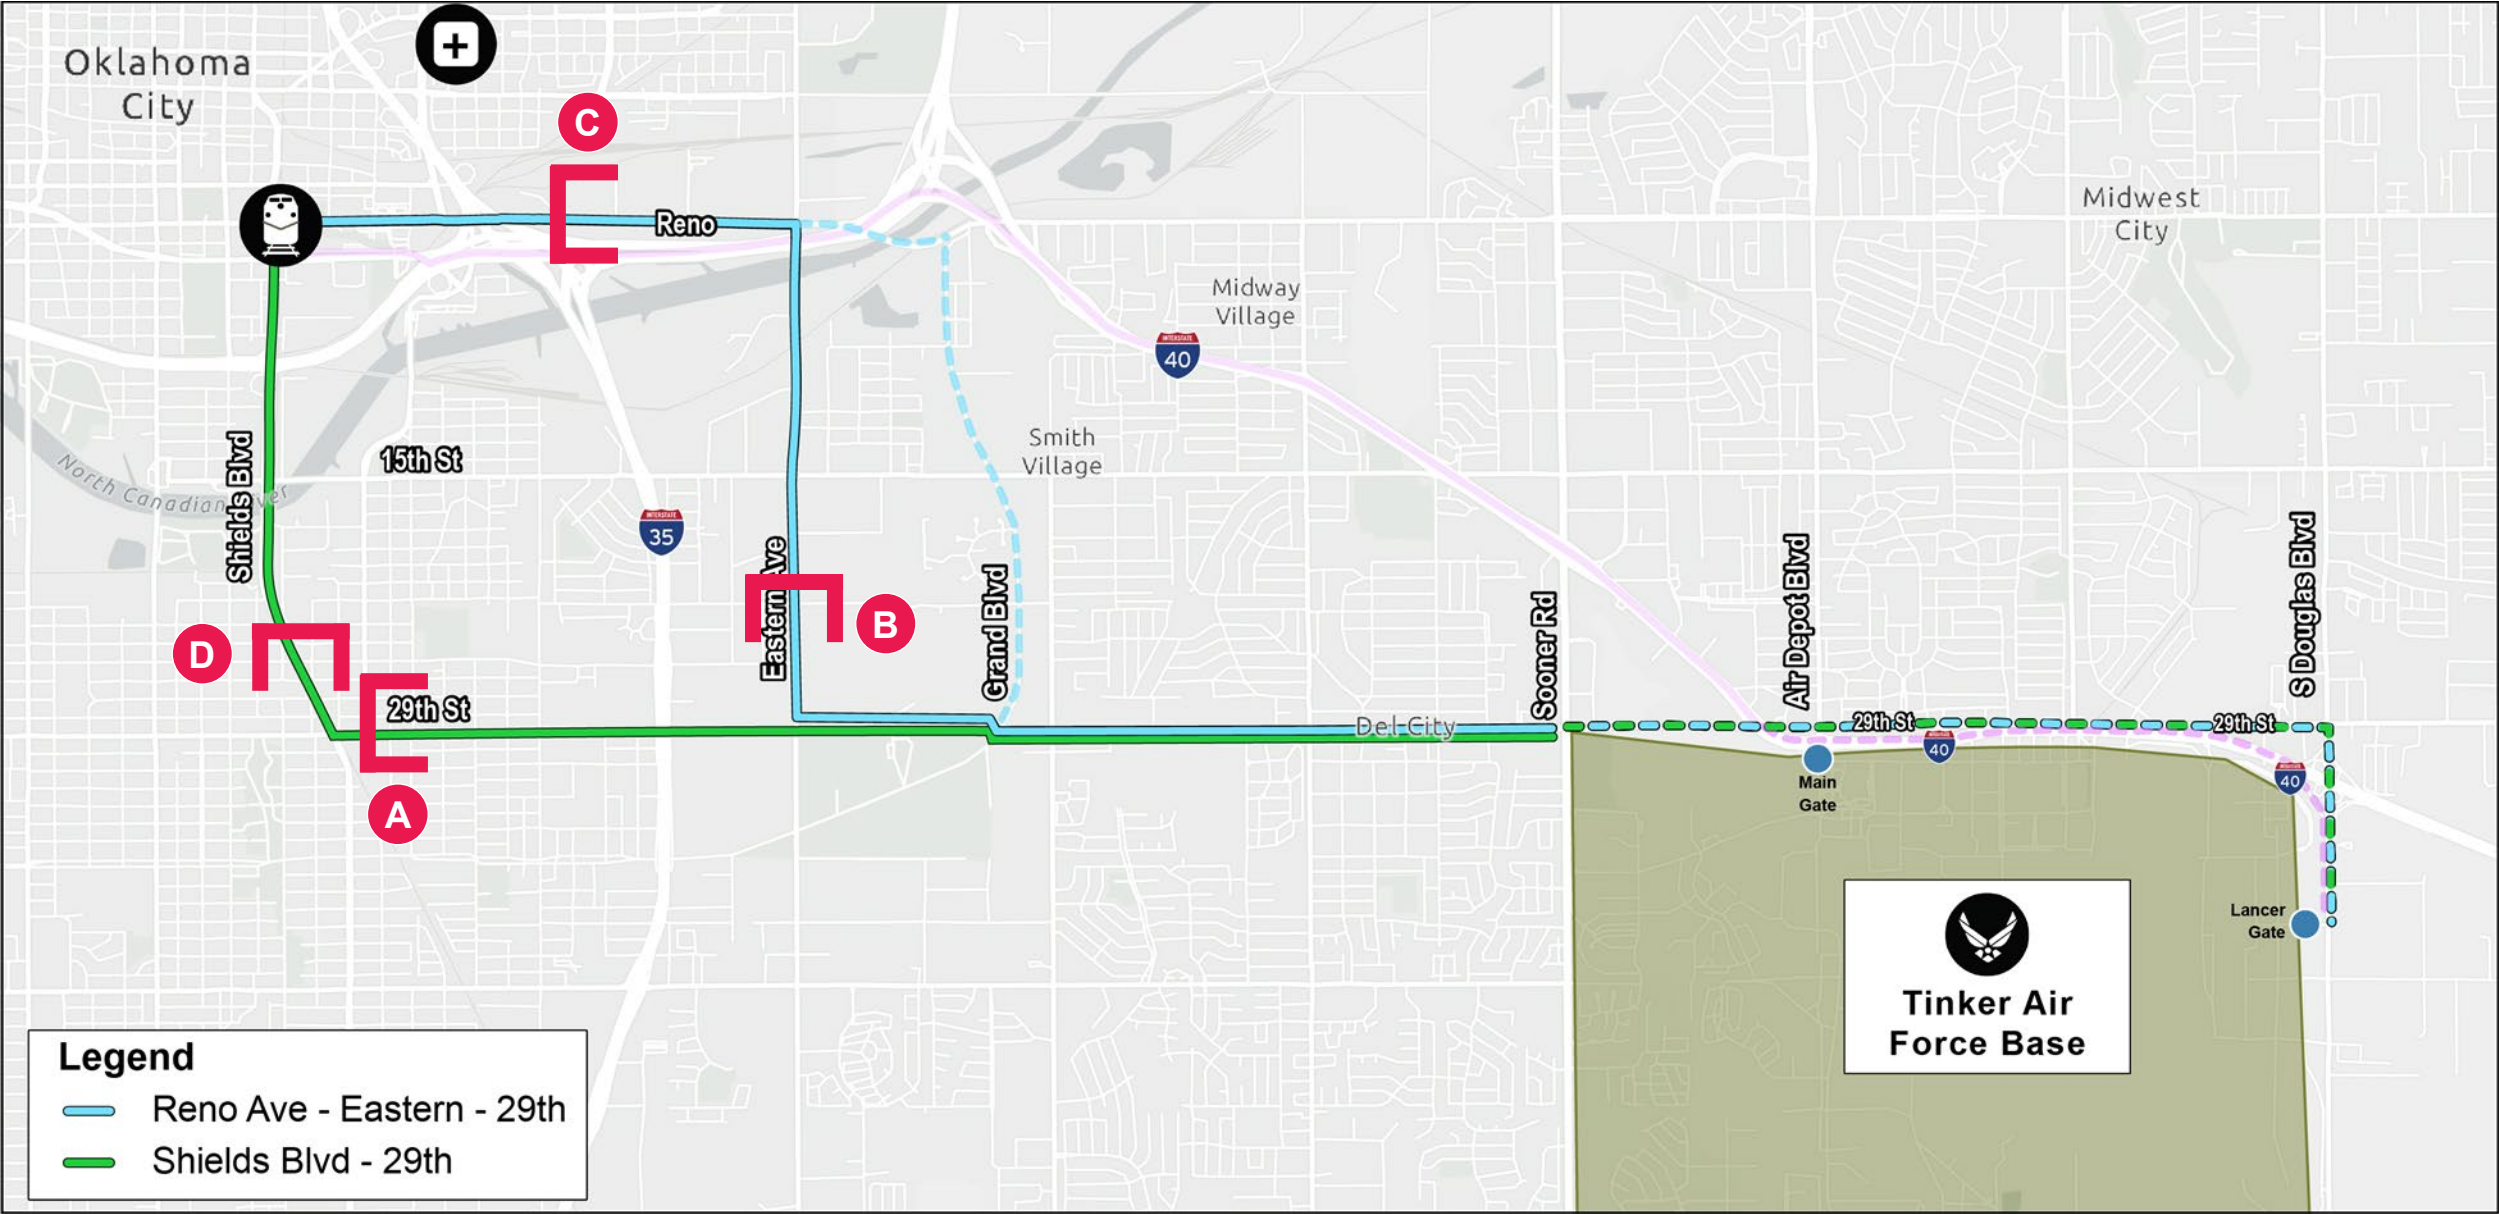 Oklahoma
City
C
Reno
Midwest
City
Midway
Village
INTERSTATE
40
Smith
Village
15th St
North Canadian River
Shields Blvd
INTERSTATE
35
Eastern Ave
B
Grand Blvd
Sooner Rd
Air Depot Blvd
S Douglas Blvd
D
29th St
A
Del City
29th St
29th St
40
40
Main
Gate
Lancer
Gate
Tinker Air
Force Base
Legend
Reno Ave - Eastern - 29th
Shields Blvd - 29th